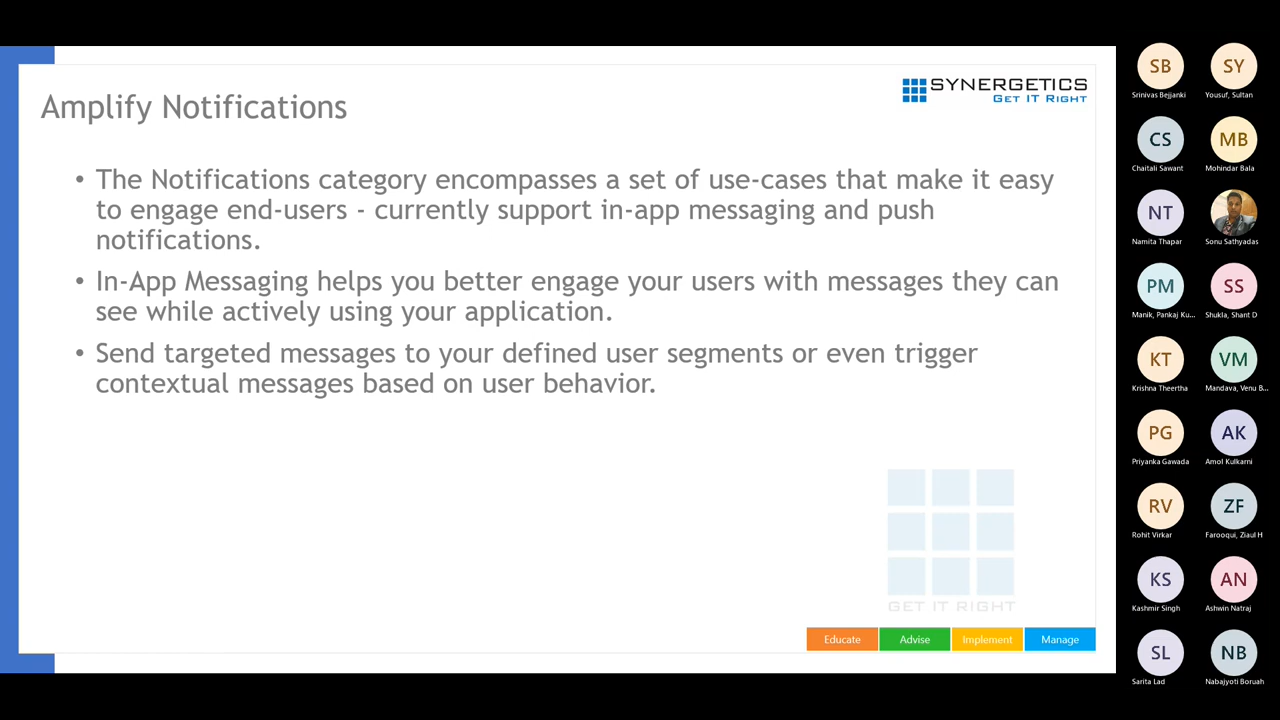 Amplify Notifications
SYNERGETICS
GET IT RIGHT
• The Notifications category encompasses a set of use-cases that make it easy
to engage end-users - currently support in-app messaging and push
notifications.
• In-App Messaging helps you better engage your users with messages they can
see while actively using your application.
• Send targeted messages to your defined user segments or even trigger
contextual messages based on user behavior.
GET IT RIGHT
Educate Advise Implement Manage
SB SY
Srinivas Bejjanki Yousuf, Sultan
CS MB
Chaitali Sawant Mohindar Bala
NT
Namita Thapar Sonu Sathyadas
PM SS
Manik, Pankaj Ku... Shukla, Shant D
KT VM
Krishna Theertha Mandava, Venu B...
PG AK
Priyanka Gawada Amol Kulkarni
RV ZF
Rohit Virkar Farooqui, Ziaul H
KS AN
Kashmir Singh Ashwin Natraj
SL NB
Sarita Lad Nabajyoti Boruah